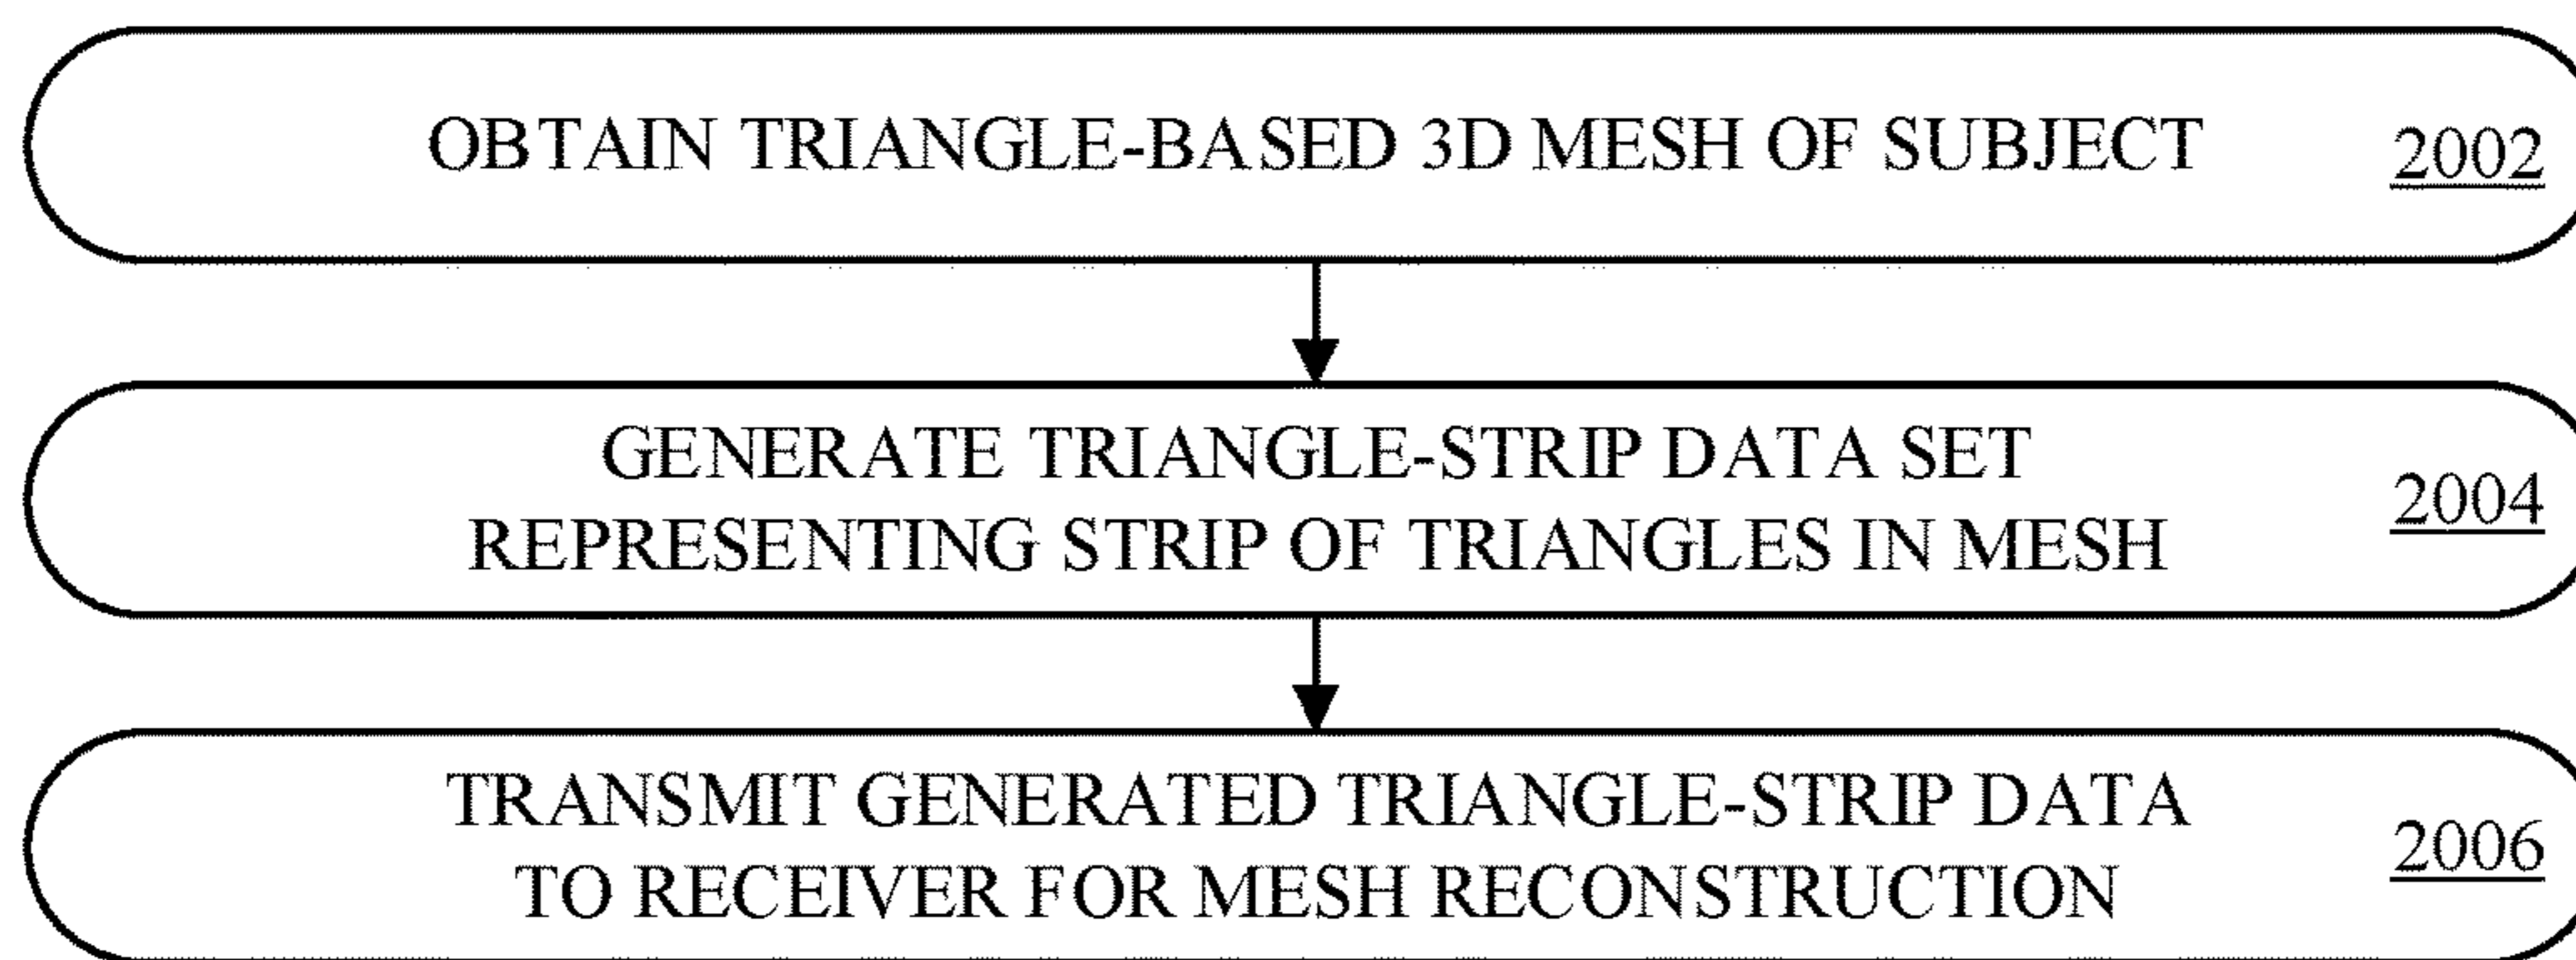 OBTAIN TRIANGLE-BASED 3D MESH OF SUBJECT 2002
GENERATE TRIANGLE-STRIP DATA SET
REPRESENTING STRIP OF TRIANGLES IN MESH
2004
TRANSMIT GENERATED TRIANGLE-STRIP DATA
TO RECEIVER FOR MESH RECONSTRUCTION
2006